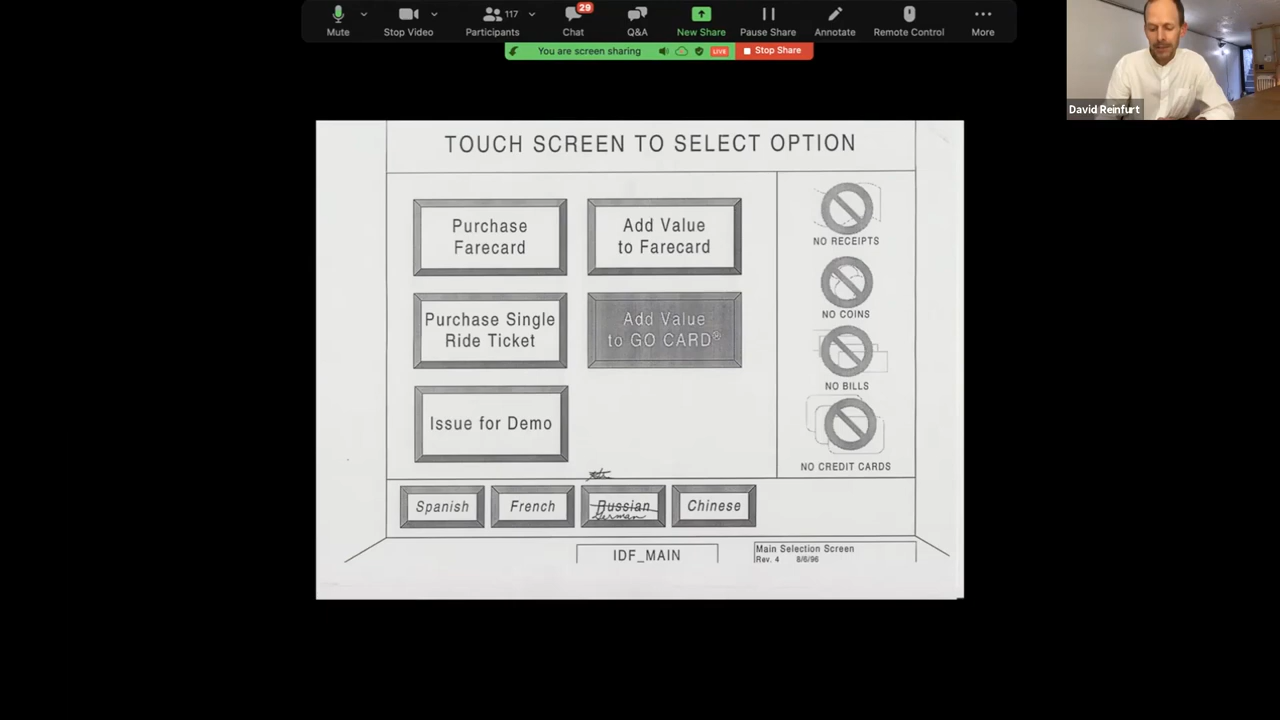 Mute
Stop Video
117
Participants
29
Chat
Q&A
New Share
Pause Share
Annotate
Remote Control
More
You are screen sharing
LIVE
Stop Share
David Reinfurt
TOUCH SCREEN TO SELECT OPTION
Purchase
Farecard
Add Value
to Farecard
Purchase Single
Ride Ticket
Add Value
to GO CARD®
Issue for Demo
NO RECEIPTS
NO COINS
NO BILLS
NO CREDIT CARDS
Spanish
French
Russian
German
Chinese
IDF_MAIN
Main Selection Screen
Rev. 4 8/6/96